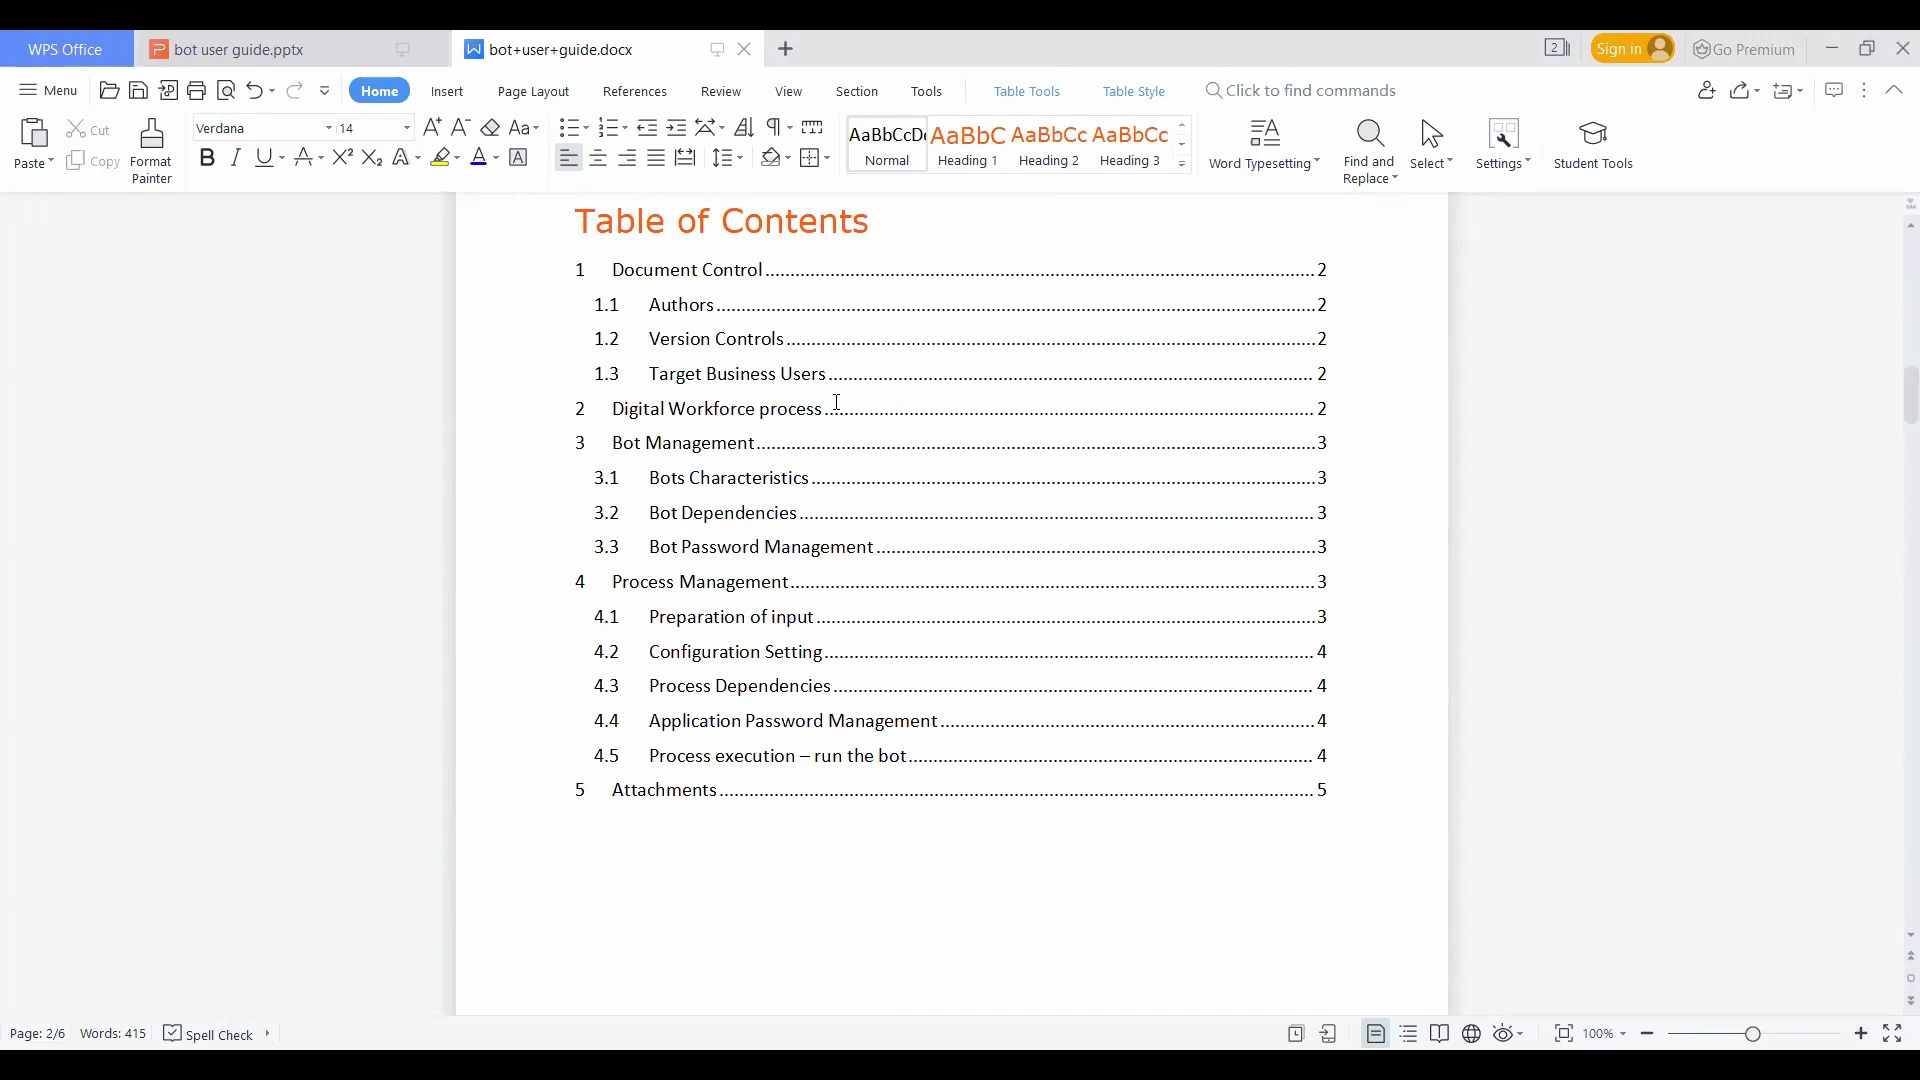 WPS Office bot user guide.pptx bot+user+guide.docx 2 Sign in Go Premium
Menu Home Insert Page Layout References Review View Section Tools Table Tools Table Style Click to find commands
Paste Cut Copy Format Painter Verdana 14 AaBbCcD Normal AaBbC Heading 1 AaBbCc Heading 2 AaBbCc Heading 3 Word Typesetting Find and Replace Select Settings Student Tools
Table of Contents
1 Document Control 2
1.1 Authors 2
1.2 Version Controls 2
1.3 Target Business Users 2
2 Digital Workforce process 2
3 Bot Management 3
3.1 Bots Characteristics 3
3.2 Bot Dependencies 3
3.3 Bot Password Management 3
4 Process Management 3
4.1 Preparation of input 3
4.2 Configuration Setting 4
4.3 Process Dependencies 4
4.4 Application Password Management 4
4.5 Process execution – run the bot 4
5 Attachments 5
Page: 2/6 Words: 415 Spell Check 100%